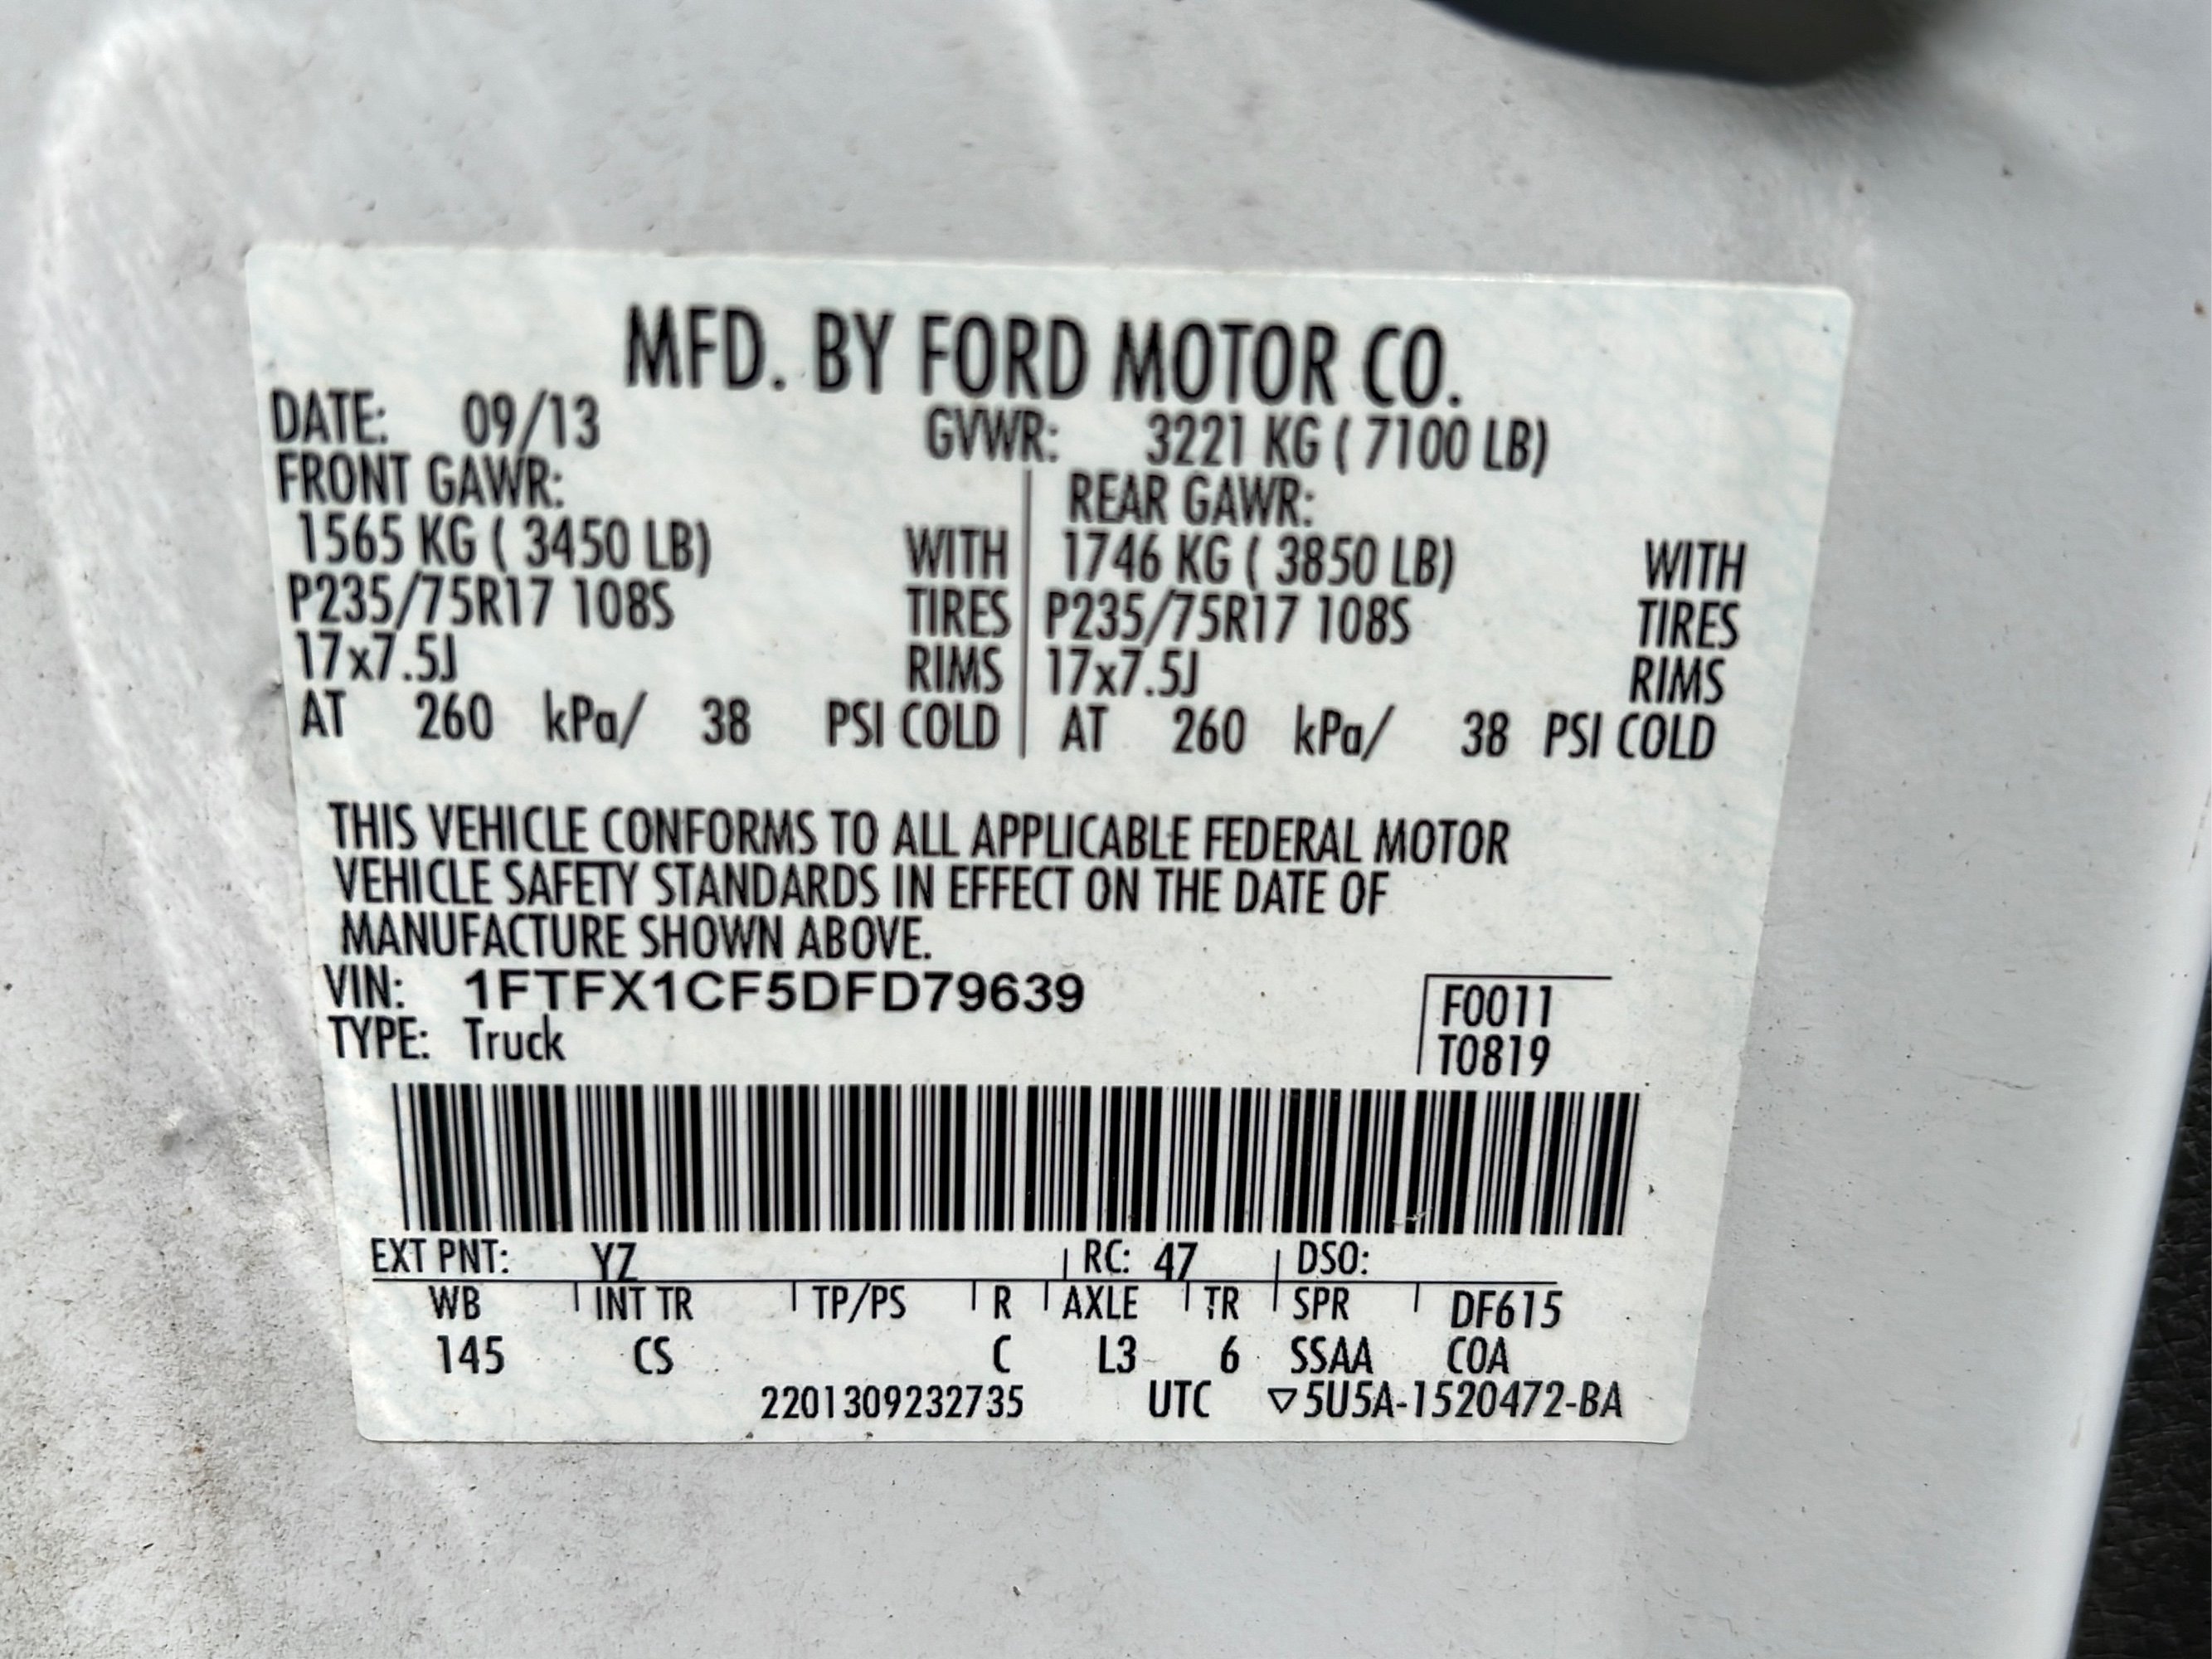 MFD. BY FORD MOTOR CO.
DATE: 09/13 GVWR: 3221 KG ( 7100 LB)
FRONT GAWR: REAR GAWR:
1565 KG ( 3450 LB) WITH 1746 KG ( 3850 LB) WITH
P235/75R17 108S TIRES P235/75R17 108S TIRES
17x7.5J RIMS 17x7.5J RIMS
AT 260 kPa/ 38 PSI COLD AT 260 kPa/ 38 PSI COLD
THIS VEHICLE CONFORMS TO ALL APPLICABLE FEDERAL MOTOR
VEHICLE SAFETY STANDARDS IN EFFECT ON THE DATE OF
MANUFACTURE SHOWN ABOVE.
VIN: 1FTFX1CF5DFD79639 F0011
TYPE: Truck T0819
EXT PNT: YZ RC: 47 DSO:
WB INT TR TP/PS R AXLE TR SPR DF615
145 CS C L3 6 SSAA COA
2201309232735 UTC ▽5U5A-1520472-BA